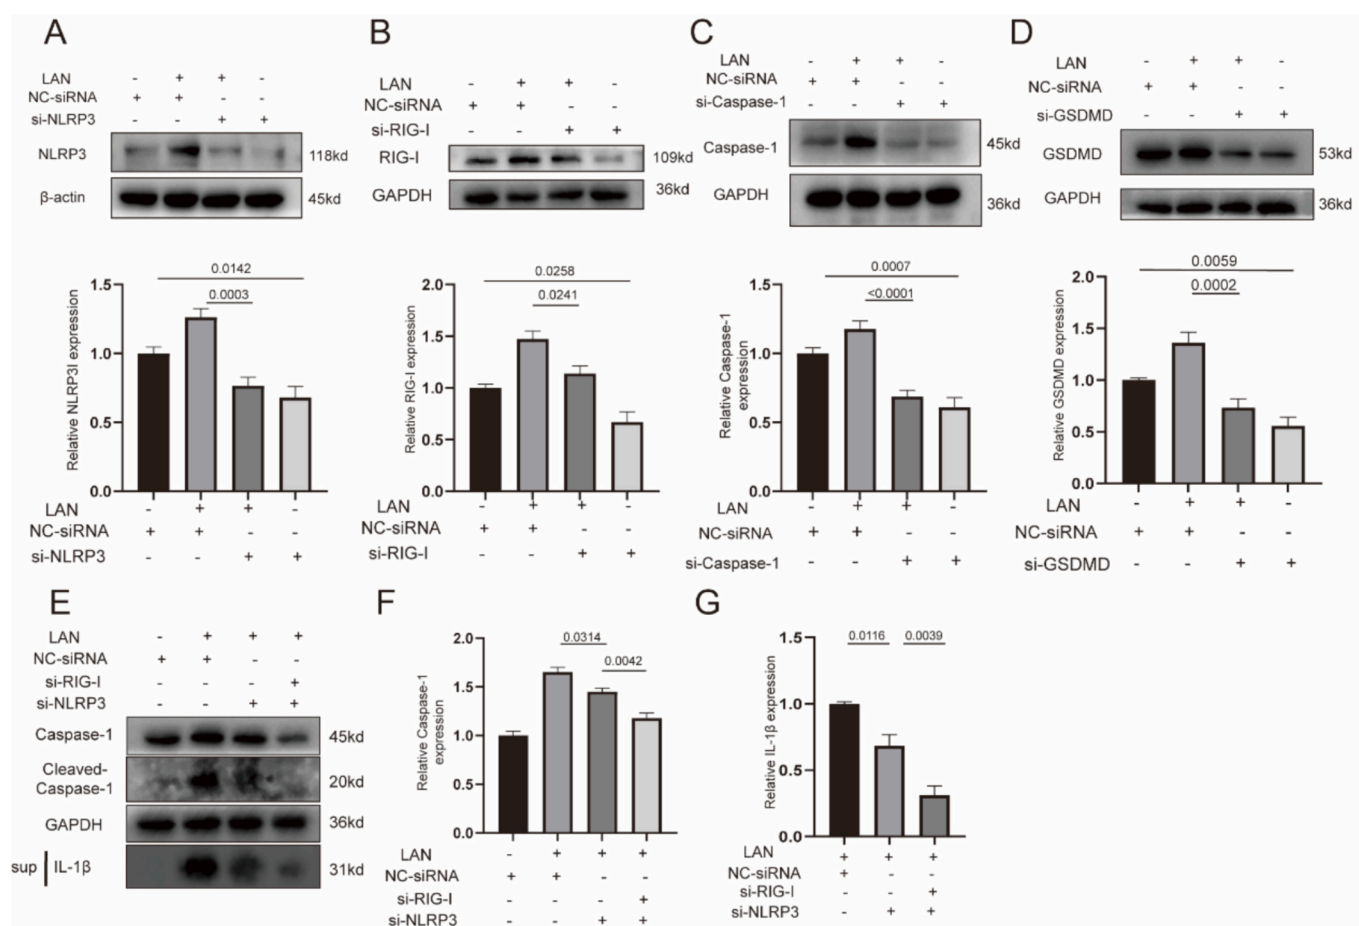 A
LAN - + + -
NC-siRNA + + - -
si-NLRP3 - - + +
NLRP3 118kd
β-actin 45kd
Relative NLRP3I expression
1.5
1.0
0.5
0.0
0.0142
0.0003
LAN - + + -
NC-siRNA + + - -
si-NLRP3 - - + +
B
LAN - + + -
NC-siRNA + + - -
si-RIG-I - - + +
RIG-I 109kd
GAPDH 36kd
Relative RIG-I expression
2.0
1.5
1.0
0.5
0.0
0.0258
0.0241
LAN - + + -
NC-siRNA + + - -
si-RIG-I - - + +
C
LAN - + + -
NC-siRNA + + - -
si-Caspase-1 - - + +
Caspase-1 45kd
GAPDH 36kd
Relative Caspase-1
expression
1.5
1.0
0.5
0.0
0.0007
<0.0001
LAN - + + -
NC-siRNA + + - -
si-Caspase-1 - - + +
D
LAN - + + -
NC-siRNA + + - -
si-GSDMD - - + +
GSDMD 53kd
GAPDH 36kd
Relative GSDMD expression
2.0
1.5
1.0
0.5
0.0
0.0059
0.0002
LAN - + + -
NC-siRNA + + - -
si-GSDMD - - + +
E
LAN - + + +
NC-siRNA + + - -
si-RIG-I - - - +
si-NLRP3 - - + +
Caspase-1 45kd
Cleaved-
Caspase-1 20kd
GAPDH 36kd
sup IL-1β 31kd
F
Relative Caspase-1
expression
2.0
1.5
1.0
0.5
0.0
0.0314
0.0042
LAN - + + +
NC-siRNA + + - -
si-RIG-I - - - +
si-NLRP3 - - + +
G
Relative IL-1β expression
1.5
1.0
0.5
0.0
0.0116
0.0039
LAN + + +
NC-siRNA + - -
si-RIG-I - - +
si-NLRP3 - + +